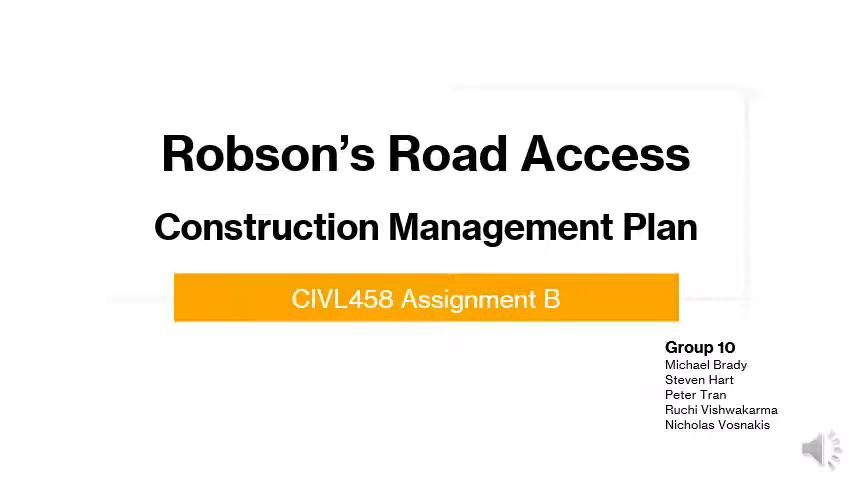 Robson’s Road Access
Construction Management Plan
CIVL458 Assignment B
Group 10
Michael Brady
Steven Hart
Peter Tran
Ruchi Vishwakarma
Nicholas Vosnakis